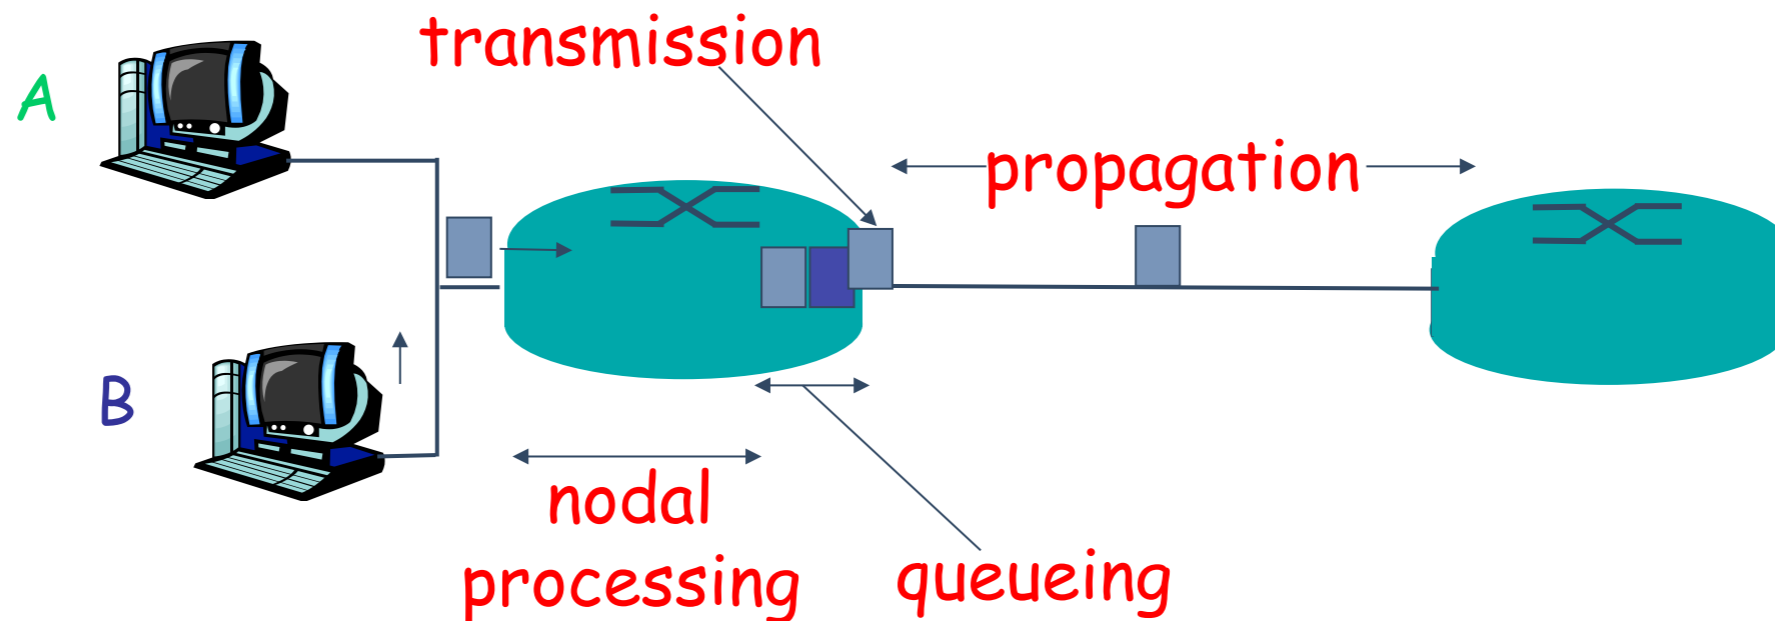 transmission
A
propagation
B
nodal
processing
queueing